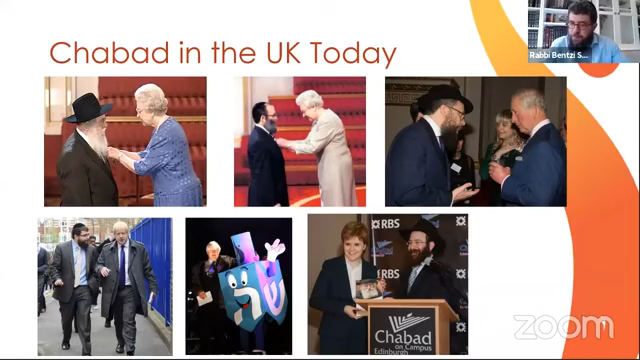 Chabad in the UK Today
Rabbi Bentzi S...
RBS
RBS
Chabad
on Campus
Edinburgh
ש
ה
zoom